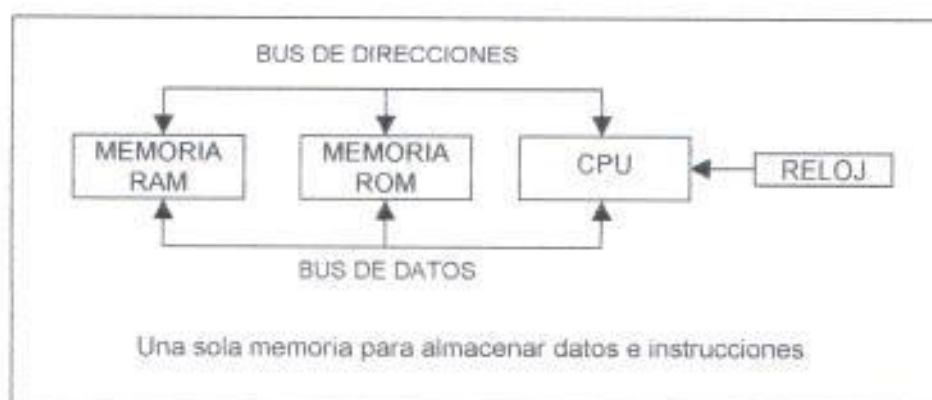 BUS DE DIRECCIONES
MEMORIA
RAM
MEMORIA
ROM
CPU
RELOJ
BUS DE DATOS
Una sola memoria para almacenar datos e instrucciones